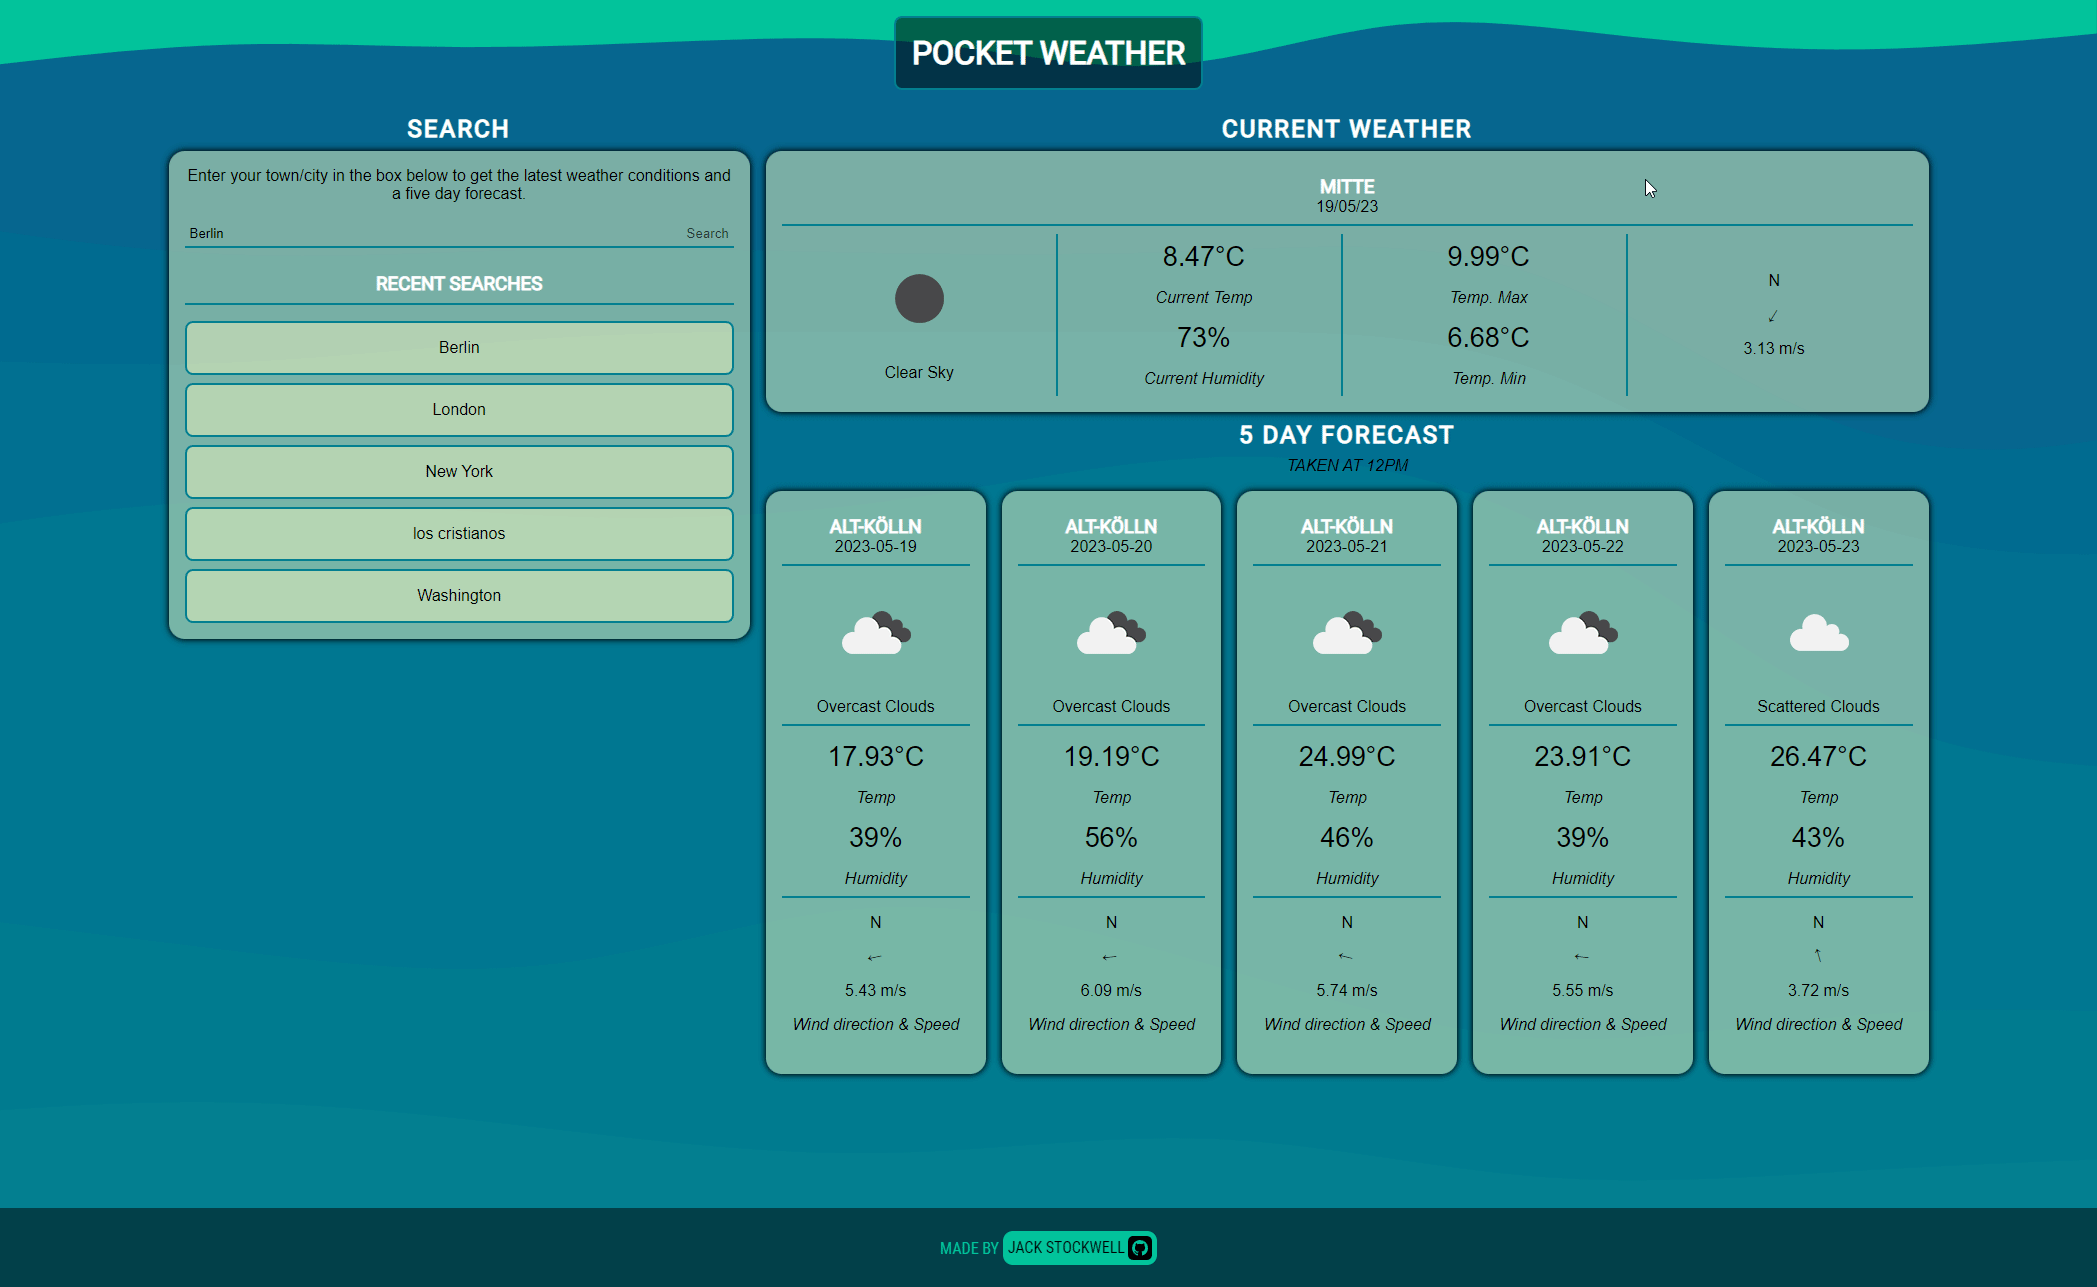 POCKET WEATHER
SEARCH
Enter your town/city in the box below to get the latest weather conditions and
a five day forecast.
Berlin Search
RECENT SEARCHES
Berlin
London
New York
los cristianos
Washington
CURRENT WEATHER
MITTE
19/05/23
Clear Sky
8.47°C
Current Temp
73%
Current Humidity
9.99°C
Temp. Max
6.68°C
Temp. Min
N
3.13 m/s
5 DAY FORECAST
TAKEN AT 12PM
ALT-KÖLLN
2023-05-19
Overcast Clouds
17.93°C
Temp
39%
Humidity
N
5.43 m/s
Wind direction & Speed
ALT-KÖLLN
2023-05-20
Overcast Clouds
19.19°C
Temp
56%
Humidity
N
6.09 m/s
Wind direction & Speed
ALT-KÖLLN
2023-05-21
Overcast Clouds
24.99°C
Temp
46%
Humidity
N
5.74 m/s
Wind direction & Speed
ALT-KÖLLN
2023-05-22
Overcast Clouds
23.91°C
Temp
39%
Humidity
N
5.55 m/s
Wind direction & Speed
ALT-KÖLLN
2023-05-23
Scattered Clouds
26.47°C
Temp
43%
Humidity
N
3.72 m/s
Wind direction & Speed
MADE BY JACK STOCKWELL